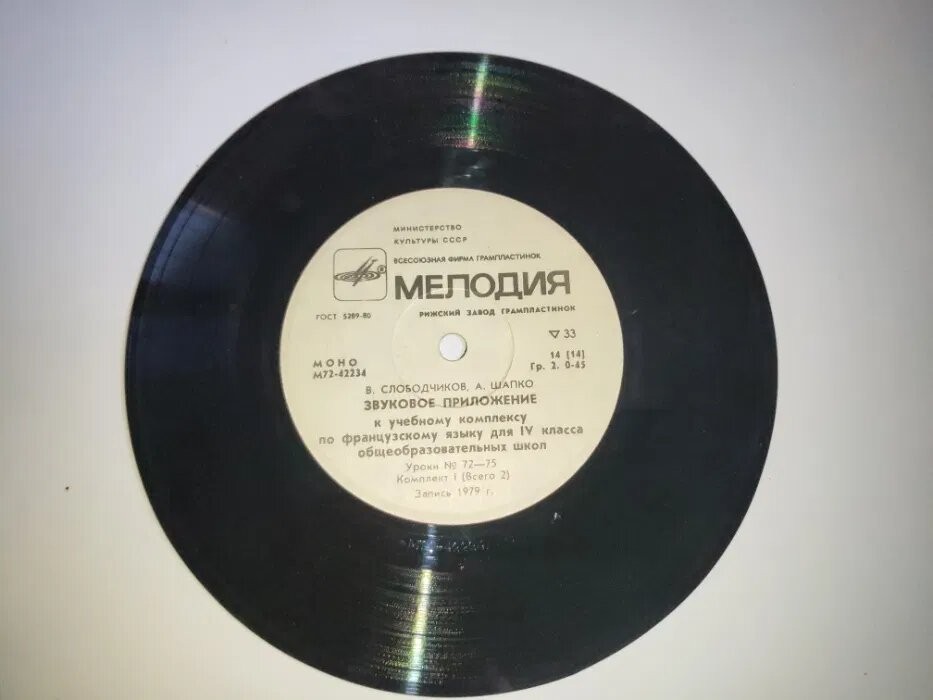 МИНИСТЕРСТВО
КУЛЬТУРЫ СССР
ВСЕСОЮЗНАЯ ФИРМА ГРАМПЛАСТИНОК
МЕЛОДИЯ
ГОСТ 5289-80
РИЖСКИЙ ЗАВОД ГРАМПЛАСТИНОК
▽ 33
МОНО
14 [14]
М72-42234
Гр. 2. 0-45
В. СЛОБОДЧИКОВ, А. ШАПКО
ЗВУКОВОЕ ПРИЛОЖЕНИЕ
к учебному комплексу
по французскому языку для IV класса
общеобразовательных школ
Уроки № 72—75
Комплект I (Всего 2)
Запись 1979 г.